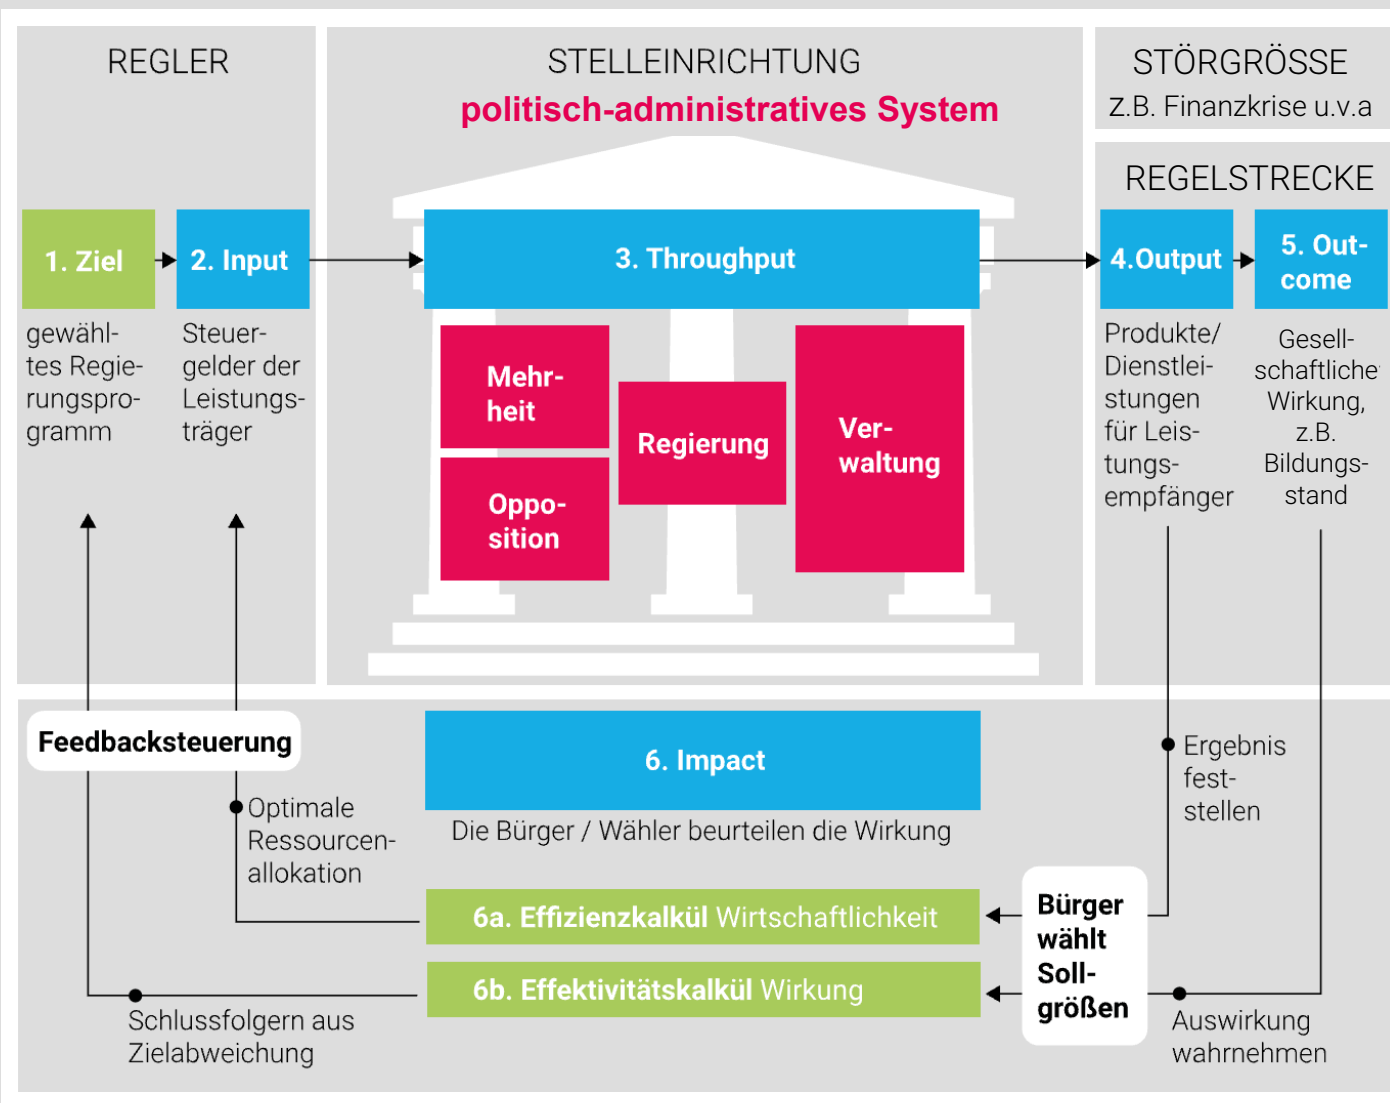 REGLER
STELLEINRICHTUNG
politisch-administratives System
STÖRGRÖSSE
z.B. Finanzkrise u.v.a
REGELSTRECKE
1. Ziel
2. Input
3. Throughput
4.Output
5. Out-
come
gewähl-
tes Regie-
rungspro-
gramm
Steuer-
gelder der
Leistungs-
träger
Mehr-
heit
Oppo-
sition
Regierung
Ver-
waltung
Produkte/
Dienstlei-
stungen
für Leis-
tungs-
empfänger
Gesell-
schaftliche
Wirkung,
z.B.
Bildungs-
stand
Feedbacksteuerung
6. Impact
Die Bürger / Wähler beurteilen die Wirkung
Ergebnis
fest-
stellen
Optimale
Ressourcen-
allokation
6a. Effizienzkalkül Wirtschaftlichkeit
6b. Effektivitätskalkül Wirkung
Bürger
wählt
Soll-
größen
Schlussfolgern aus
Zielabweichung
Auswirkung
wahrnehmen